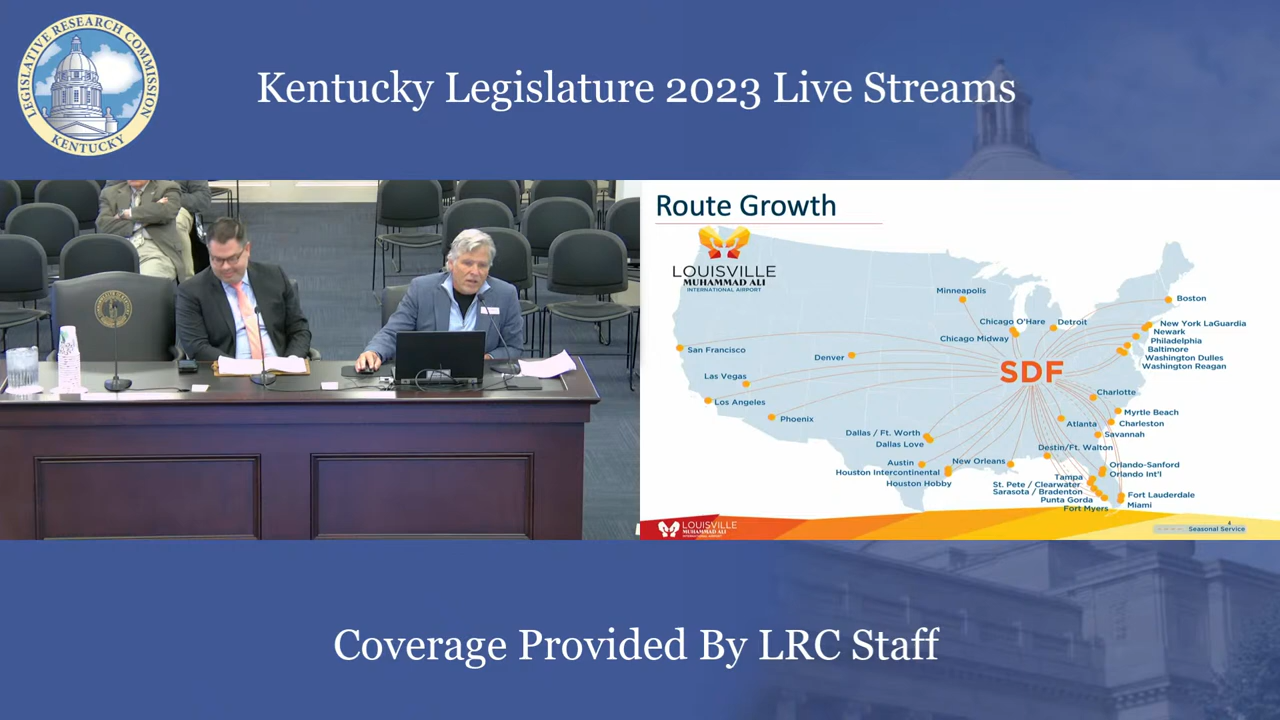 LEGISLATIVE RESEARCH COMMISSION
KENTUCKY
Kentucky Legislature 2023 Live Streams
Route Growth
LOUISVILLE
MUHAMMAD ALI
INTERNATIONAL AIRPORT
Minneapolis
Boston
Chicago O'Hare
Detroit
New York LaGuardia
Newark
Chicago Midway
Philadelphia
San Francisco
Baltimore
Denver
Washington Dulles
Washington Reagan
SDF
Las Vegas
Charlotte
Los Angeles
Myrtle Beach
Phoenix
Atlanta
Charleston
Dallas / Ft. Worth
Savannah
Dallas Love
Destin/Ft. Walton
Austin
New Orleans
Orlando-Sanford
Houston Intercontinental
Orlando Int'l
Tampa
Houston Hobby
St. Pete / Clearwater
Sarasota / Bradenton
Fort Lauderdale
Punta Gorda
Miami
Fort Myers
4
Seasonal Service
LOUISVILLE
MUHAMMAD ALI
INTERNATIONAL AIRPORT
Coverage Provided By LRC Staff